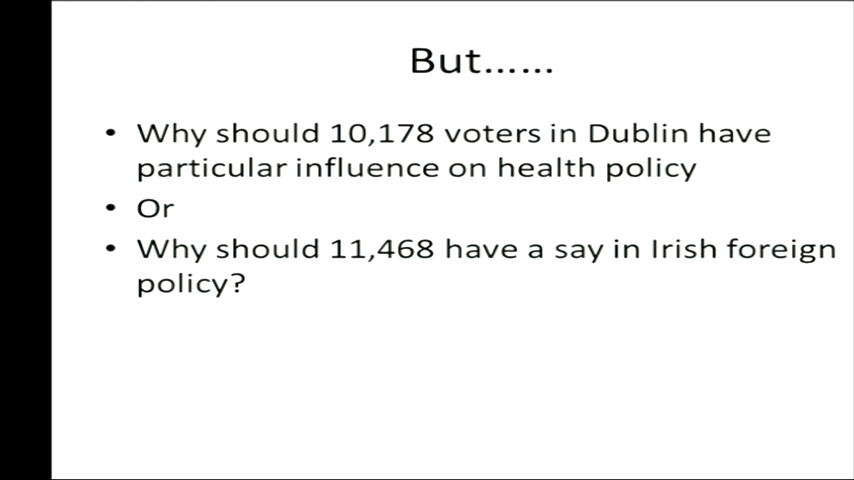 But......
• Why should 10,178 voters in Dublin have
particular influence on health policy
• Or
• Why should 11,468 have a say in Irish foreign
policy?